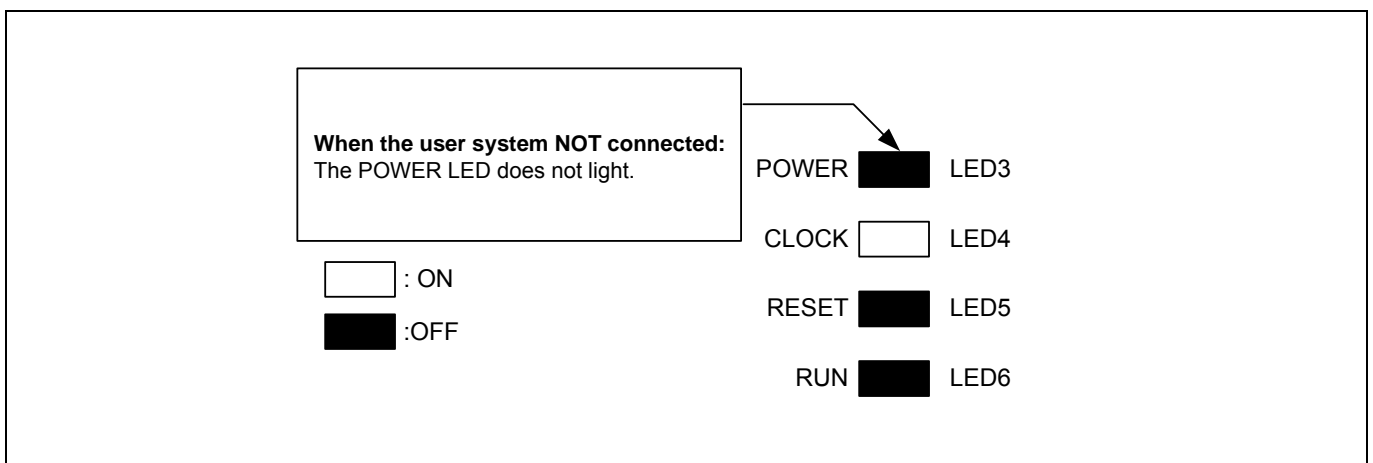 When the user system NOT connected:
The POWER LED does not light.
POWER LED3
CLOCK LED4
RESET LED5
RUN LED6
: ON
:OFF